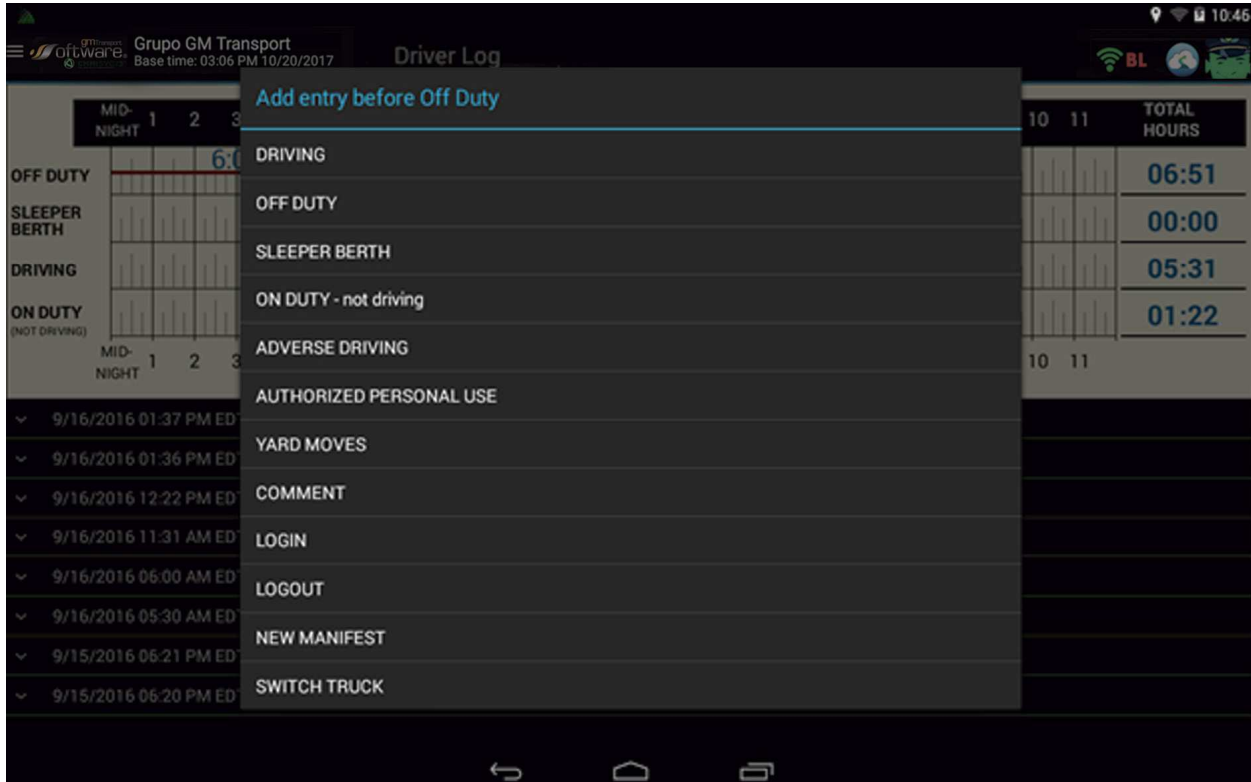 10:46
gmTransport
Software
Grupo GM Transport
Base time: 03:06 PM 10/20/2017
Driver Log
BL
Add entry before Off Duty
MID-NIGHT 1 2 3 10 11 TOTAL HOURS
OFF DUTY 6:0 06:51
SLEEPER BERTH 00:00
DRIVING 05:31
ON DUTY 01:22
(NOT DRIVING)
MID-NIGHT 1 2 3 10 11
DRIVING
OFF DUTY
SLEEPER BERTH
ON DUTY - not driving
ADVERSE DRIVING
AUTHORIZED PERSONAL USE
YARD MOVES
COMMENT
LOGIN
LOGOUT
NEW MANIFEST
SWITCH TRUCK
9/16/2016 01:37 PM ED
9/16/2016 01:36 PM ED
9/16/2016 12:22 PM ED
9/16/2016 11:31 AM ED
9/16/2016 06:00 AM ED
9/16/2016 05:30 AM ED
9/15/2016 06:21 PM ED
9/15/2016 06:20 PM ED